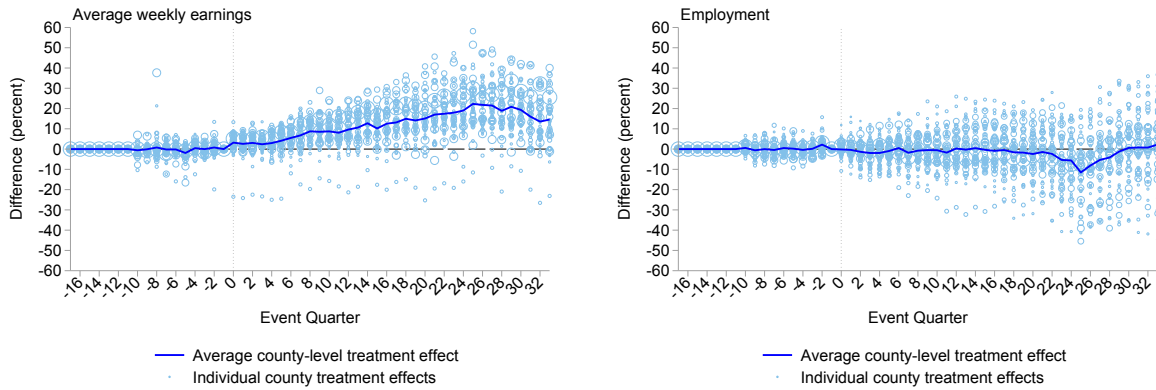 Average weekly earnings
60
50
40
30
20
10
0
-10
-20
-30
-40
-50
-60
Difference (percent)
-16 -14 -12 -10 -8 -6 -4 -2 0 2 4 6 8 10 12 14 16 18 20 22 24 26 28 30 32
Event Quarter
Average county-level treatment effect
Individual county treatment effects
Employment
60
50
40
30
20
10
0
-10
-20
-30
-40
-50
-60
Difference (percent)
-16 -14 -12 -10 -8 -6 -4 -2 0 2 4 6 8 10 12 14 16 18 20 22 24 26 28 30 32
Event Quarter
Average county-level treatment effect
Individual county treatment effects